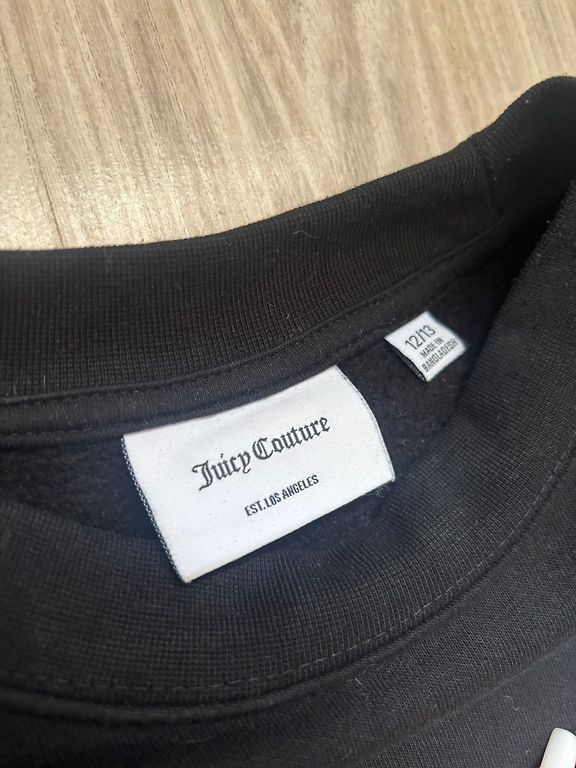 Juicy Couture
EST. LOS ANGELES
12/13
MADE IN
BANGLADESH